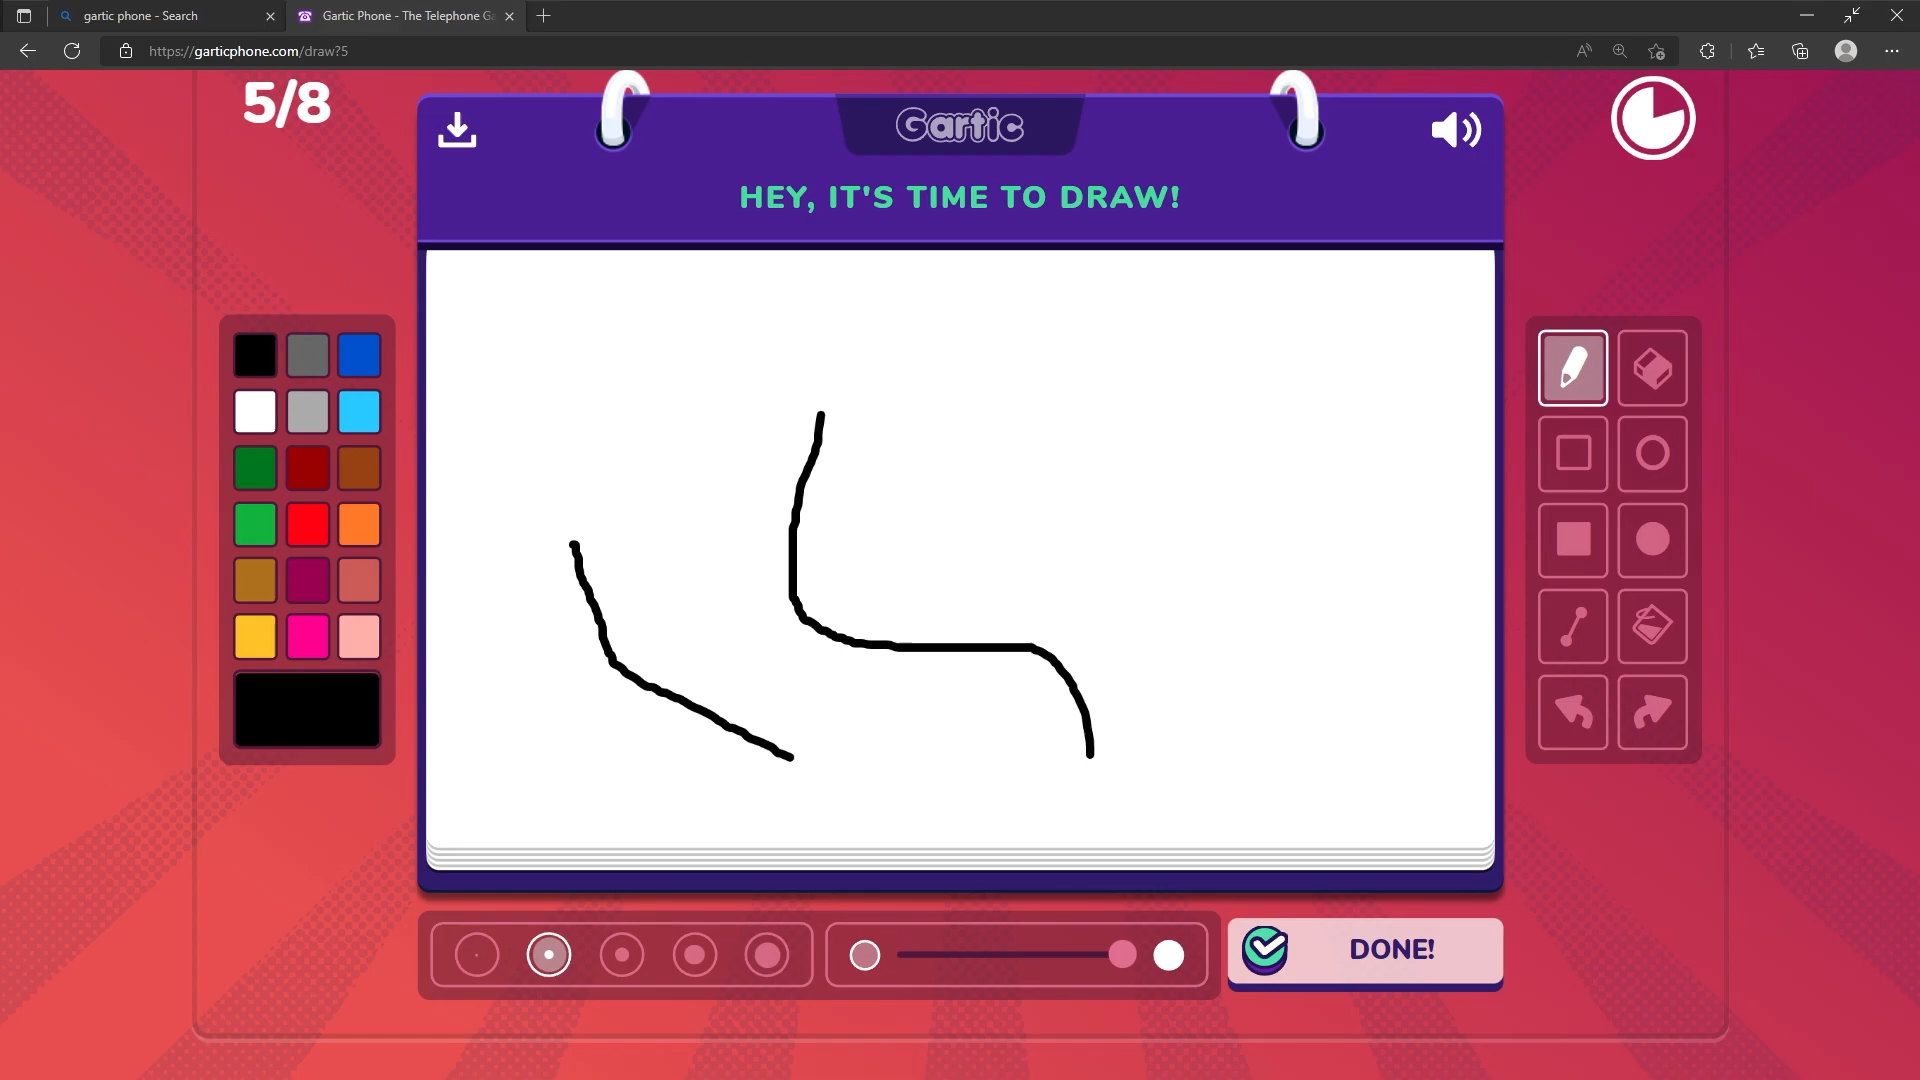 gartic phone - Search
Gartic Phone - The Telephone Ga
https://garticphone.com/draw?5
5/8
Gartic
HEY, IT'S TIME TO DRAW!
DONE!